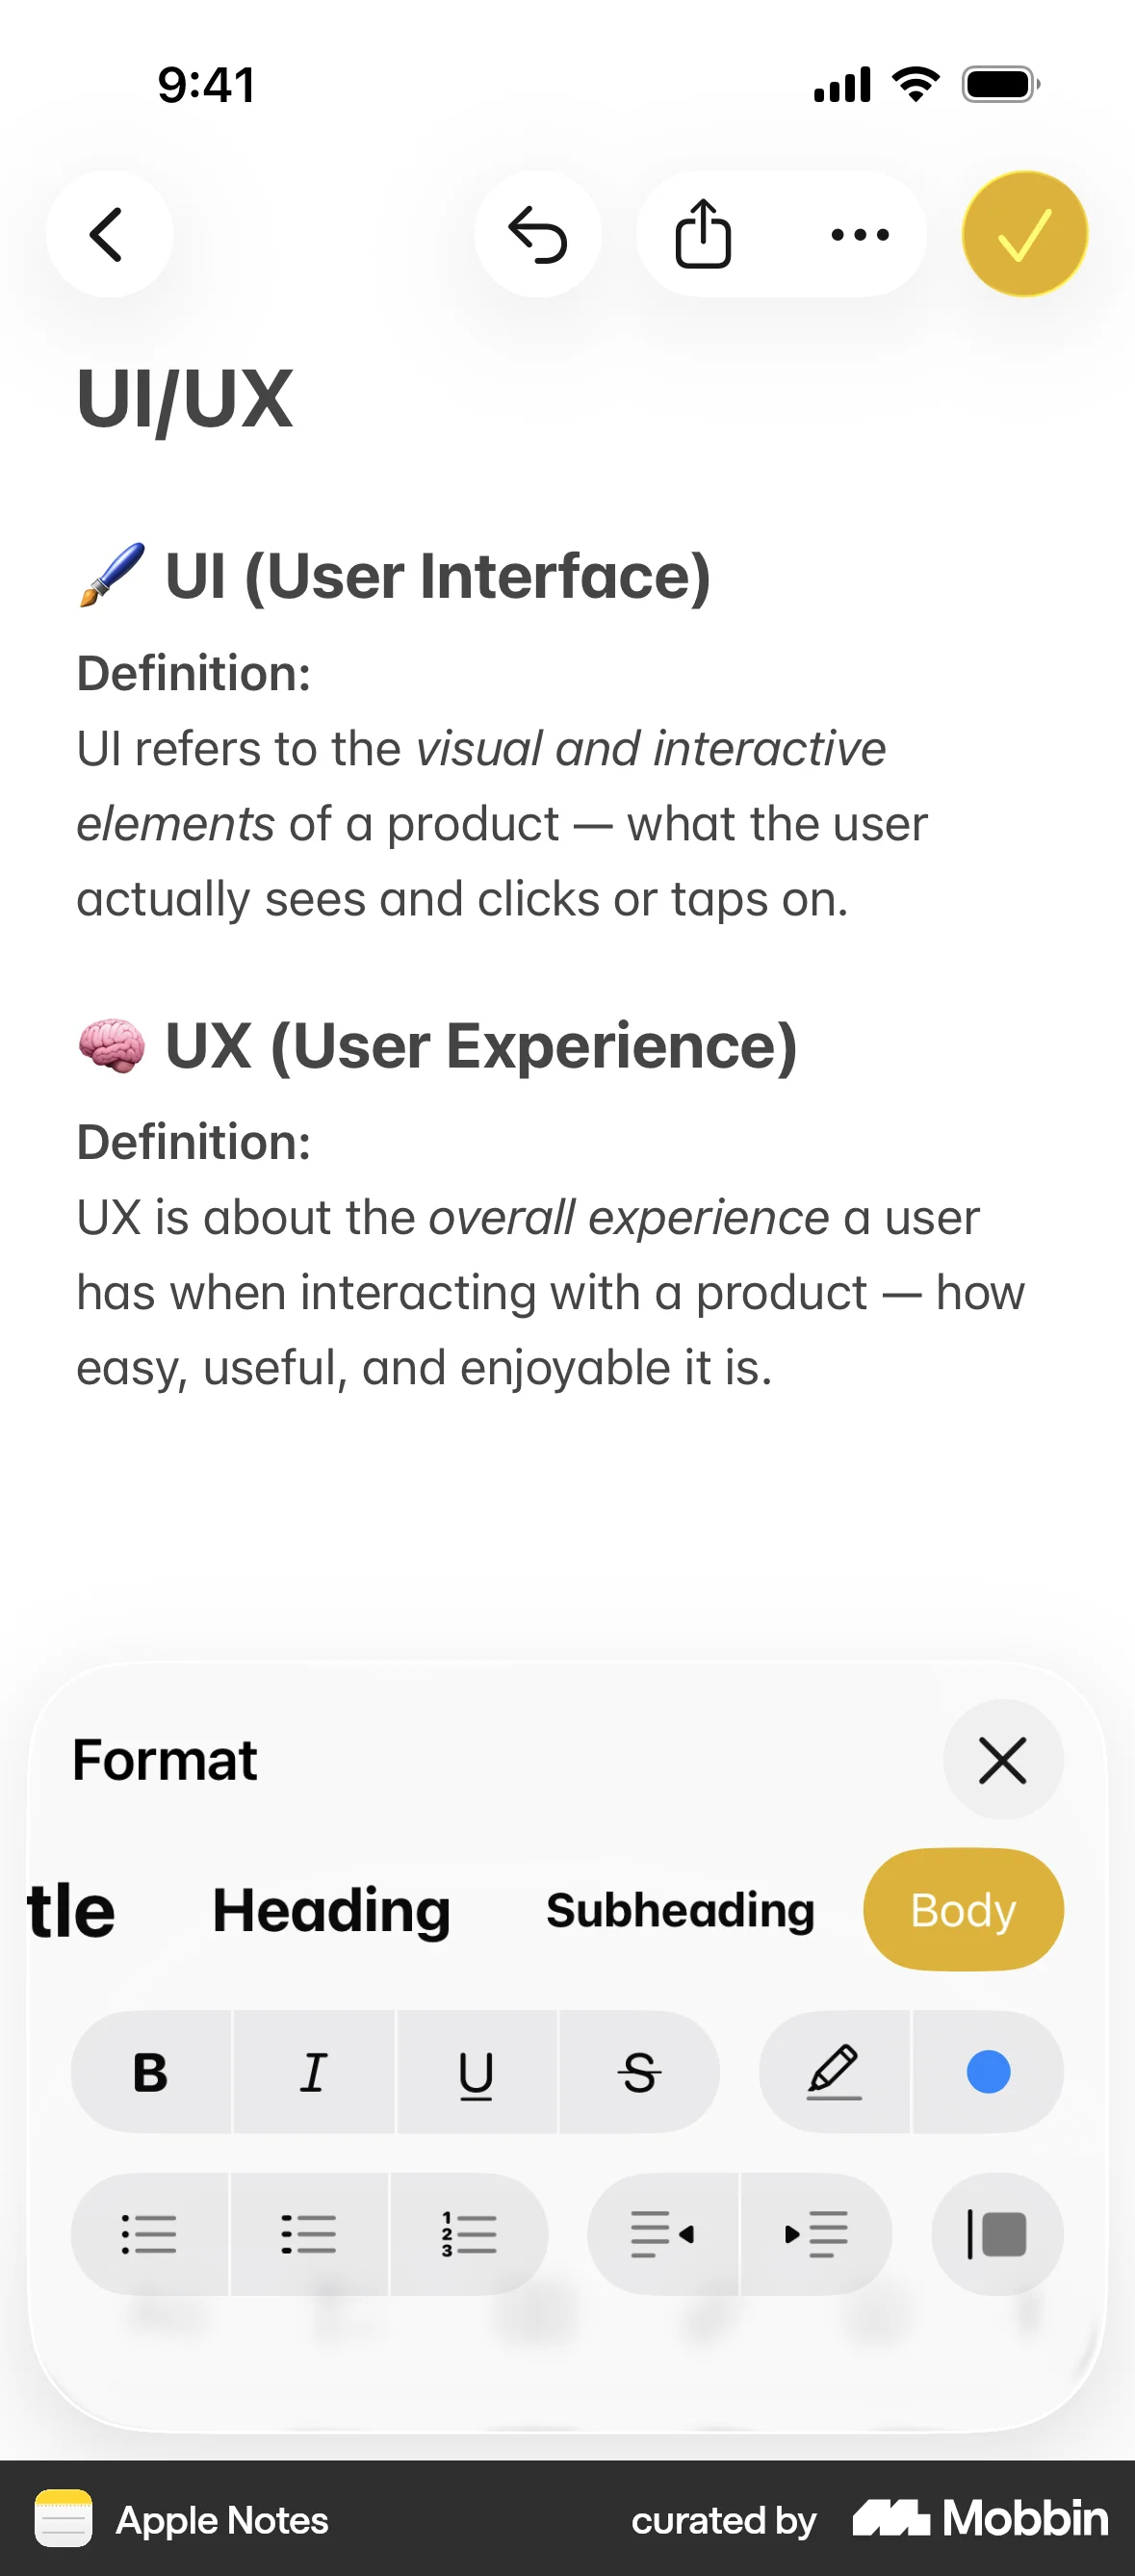 9:41
UI/UX
🖌️ UI (User Interface)
Definition:
UI refers to the visual and interactive
elements of a product — what the user
actually sees and clicks or taps on.
🧠 UX (User Experience)
Definition:
UX is about the overall experience a user
has when interacting with a product — how
easy, useful, and enjoyable it is.
Format
tle Heading Subheading Body
B I U S
1
2
3
Apple Notes curated by Mobbin